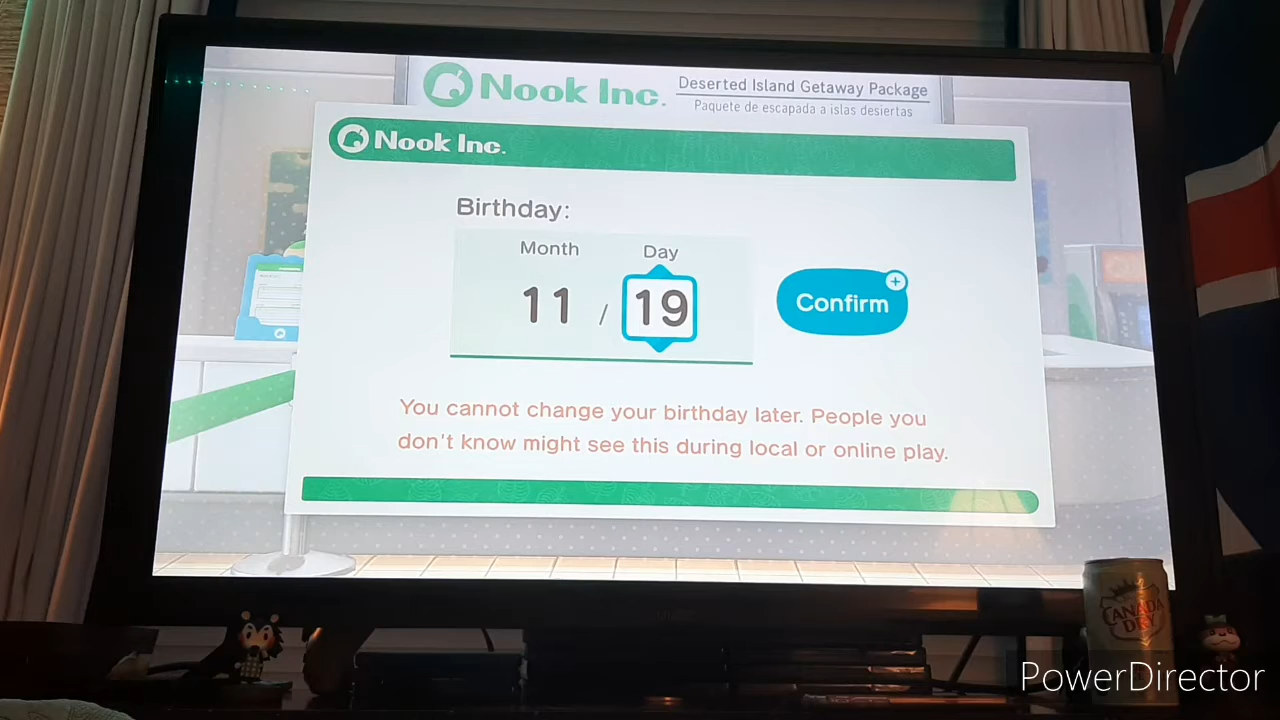 Nook Inc.
Deserted Island Getaway Package
Paquete de escapada a islas desiertas
Nook Inc.
Birthday:
Month
Day
11 / 19
Confirm
You cannot change your birthday later. People you
don't know might see this during local or online play.
CANADA
DRY
PowerDirector